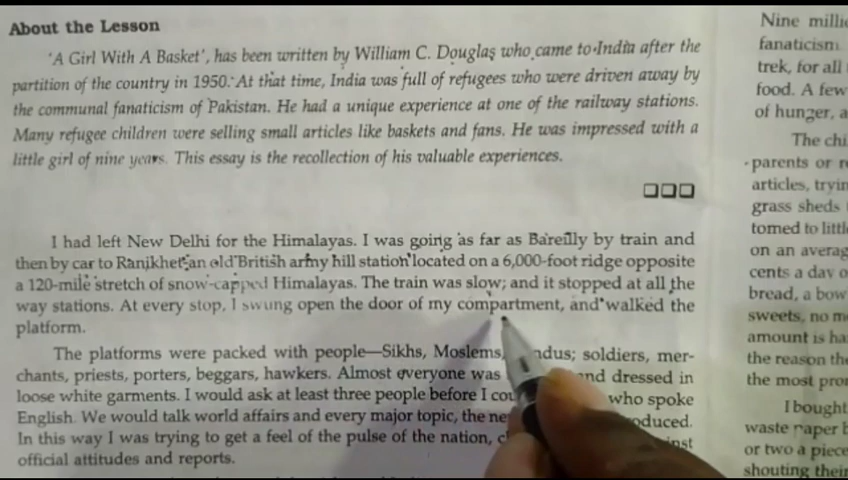 About the Lesson
'A Girl With A Basket', has been written by William C. Douglas who came to India after the
partition of the country in 1950. At that time, India was full of refugees who were driven away by
the communal fanaticism of Pakistan. He had a unique experience at one of the railway stations.
Many refugee children were selling small articles like baskets and fans. He was impressed with a
little girl of nine years. This essay is the recollection of his valuable experiences.
I had left New Delhi for the Himalayas. I was going as far as Bareilly by train and
then by car to Ranikhet, an old British army hill station located on a 6,000-foot ridge opposite
a 120-mile stretch of snow-capped Himalayas. The train was slow; and it stopped at all the
way stations. At every stop, I swung open the door of my compartment, and walked the
platform.
The platforms were packed with people—Sikhs, Moslems, soldiers, mer-
chants, priests, porters, beggars, hawkers. Almost everyone was and dressed in
loose white garments. I would ask at least three people before I who spoke
English. We would talk world affairs and every major topic, the
In this way I was trying to get a feel of the pulse of the nation,
official attitudes and reports.
Nine
fanaticism.
trek, for all
food. A few
of hunger,
The
parents or
articles,
grass sheds
tomed to
on an
cents a day
bread, a
sweets, no
amount is
the reason
the most
I bought
waste paper
or two a piece
shouting their